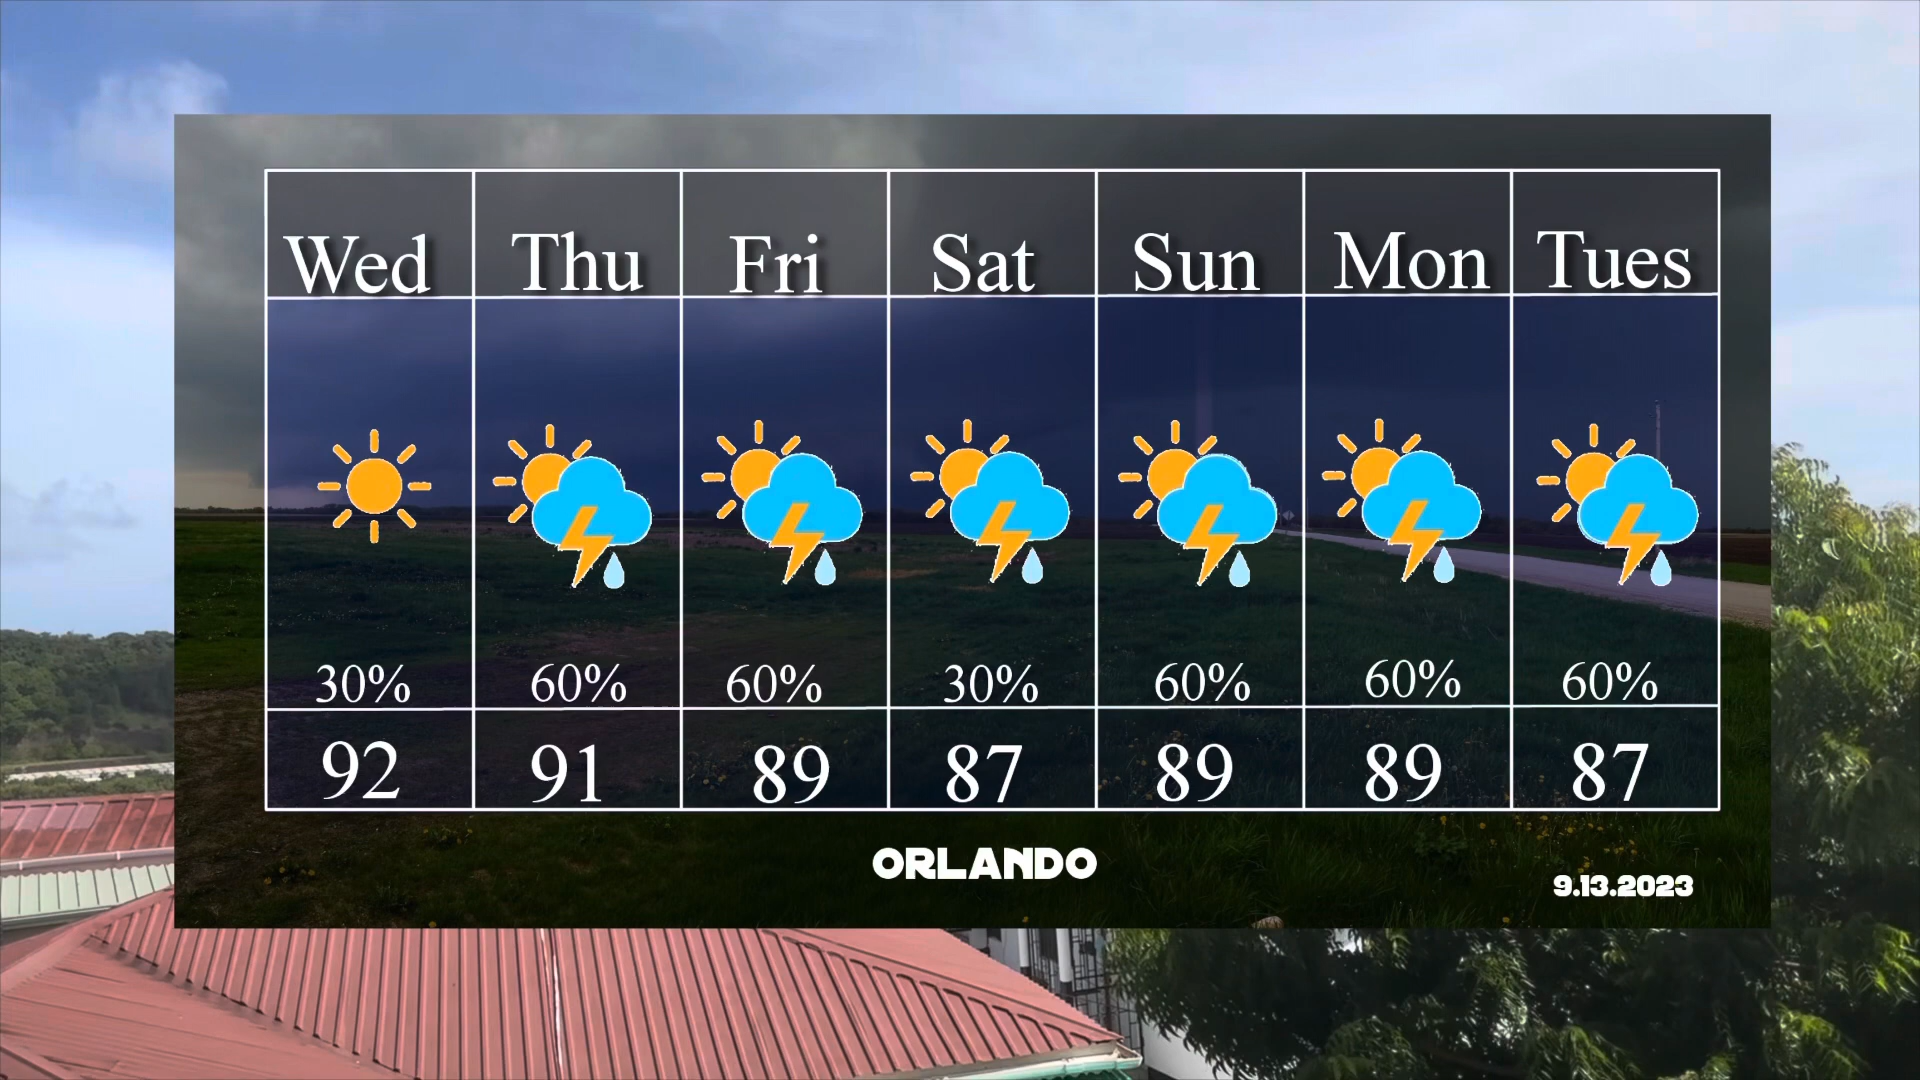 Wed Thu Fri Sat Sun Mon Tues
30% 60% 60% 30% 60% 60% 60%
92 91 89 87 89 89 87
ORLANDO
9.13.2023